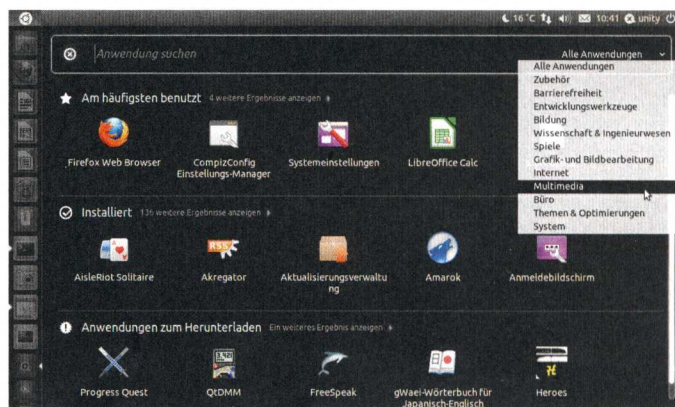 16 °C 10:41 unity
Anwendung suchen
Alle Anwendungen
Alle Anwendungen
Zubehör
Barrierefreiheit
Entwicklungswerkzeuge
Bildung
Wissenschaft & Ingenieurwesen
Spiele
Grafik- und Bildbearbeitung
Internet
Multimedia
Büro
Themen & Optimierungen
System
Am häufigsten benutzt 4 weitere Ergebnisse anzeigen
Firefox Web Browser
CompizConfig
Einstellungs-Manager
Systemeinstellungen
LibreOffice Calc
Installiert 136 weitere Ergebnisse anzeigen
RSS
AisleRiot Solitaire
Akregator
Aktualisierungsverwaltu
ng
Amarok
Anmeldebildschirm
Anwendungen zum Herunterladen Ein weiteres Ergebnis anzeigen
Progress Quest
QtDMM
FreeSpeak
gWaei-Wörterbuch für
Japanisch-Englisch
Heroes